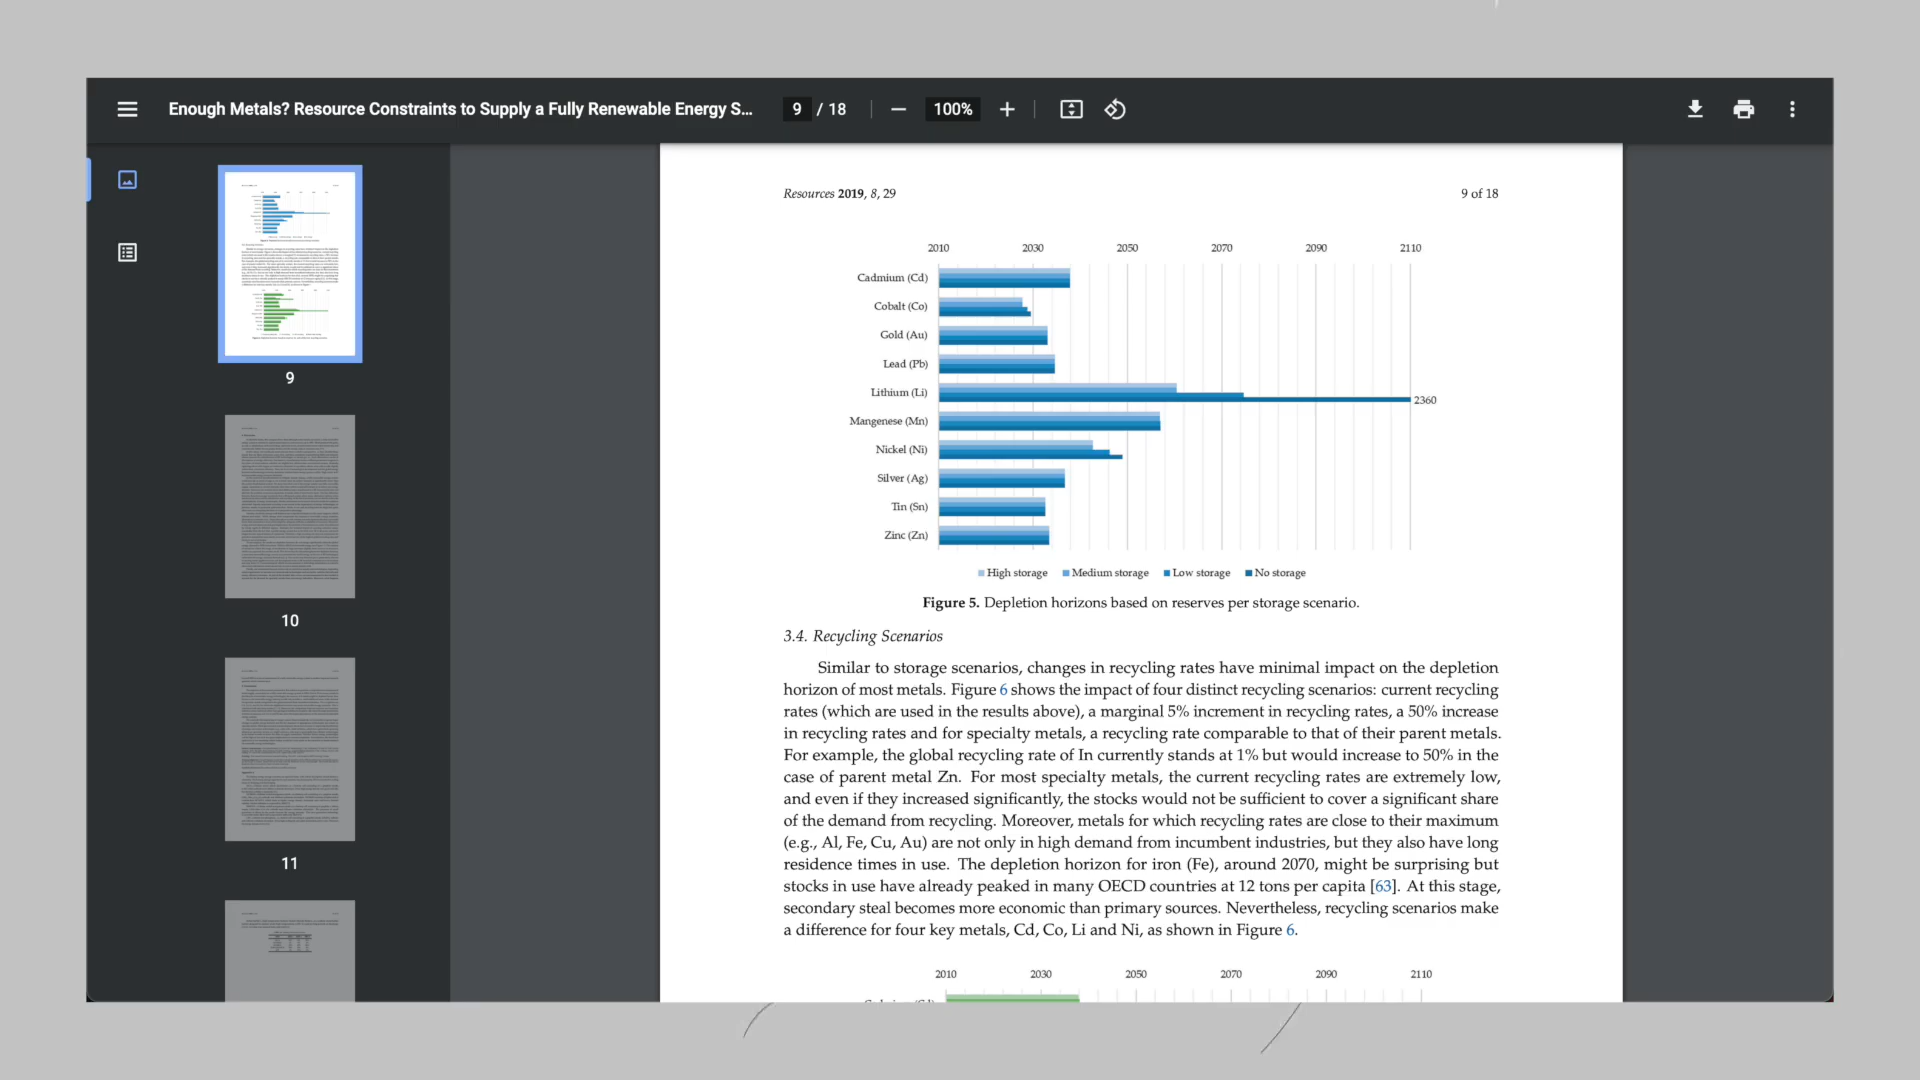 Enough Metals? Resource Constraints to Supply a Fully Renewable Energy S...
9 / 18
100%
9
10
11
Resources 2019, 8, 29
9 of 18
2010 2030 2050 2070 2090 2110
Cadmium (Cd)
Cobalt (Co)
Gold (Au)
Lead (Pb)
Lithium (Li)
2360
Mangenese (Mn)
Nickel (Ni)
Silver (Ag)
Tin (Sn)
Zinc (Zn)
High storage Medium storage Low storage No storage
Figure 5. Depletion horizons based on reserves per storage scenario.
3.4. Recycling Scenarios
Similar to storage scenarios, changes in recycling rates have minimal impact on the depletion
horizon of most metals. Figure 6 shows the impact of four distinct recycling scenarios: current recycling
rates (which are used in the results above), a marginal 5% increment in recycling rates, a 50% increase
in recycling rates and for specialty metals, a recycling rate comparable to that of their parent metals.
For example, the global recycling rate of In currently stands at 1% but would increase to 50% in the
case of parent metal Zn. For most specialty metals, the current recycling rates are extremely low,
and even if they increased significantly, the stocks would not be sufficient to cover a significant share
of the demand from recycling. Moreover, metals for which recycling rates are close to their maximum
(e.g., Al, Fe, Cu, Au) are not only in high demand from incumbent industries, but they also have long
residence times in use. The depletion horizon for iron (Fe), around 2070, might be surprising but
stocks in use have already peaked in many OECD countries at 12 tons per capita [63]. At this stage,
secondary steal becomes more economic than primary sources. Nevertheless, recycling scenarios make
a difference for four key metals, Cd, Co, Li and Ni, as shown in Figure 6.
2010 2030 2050 2070 2090 2110